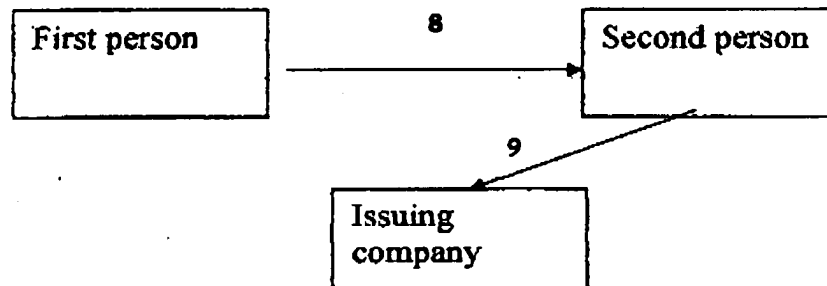 First person
8
Second person
9
Issuing
company